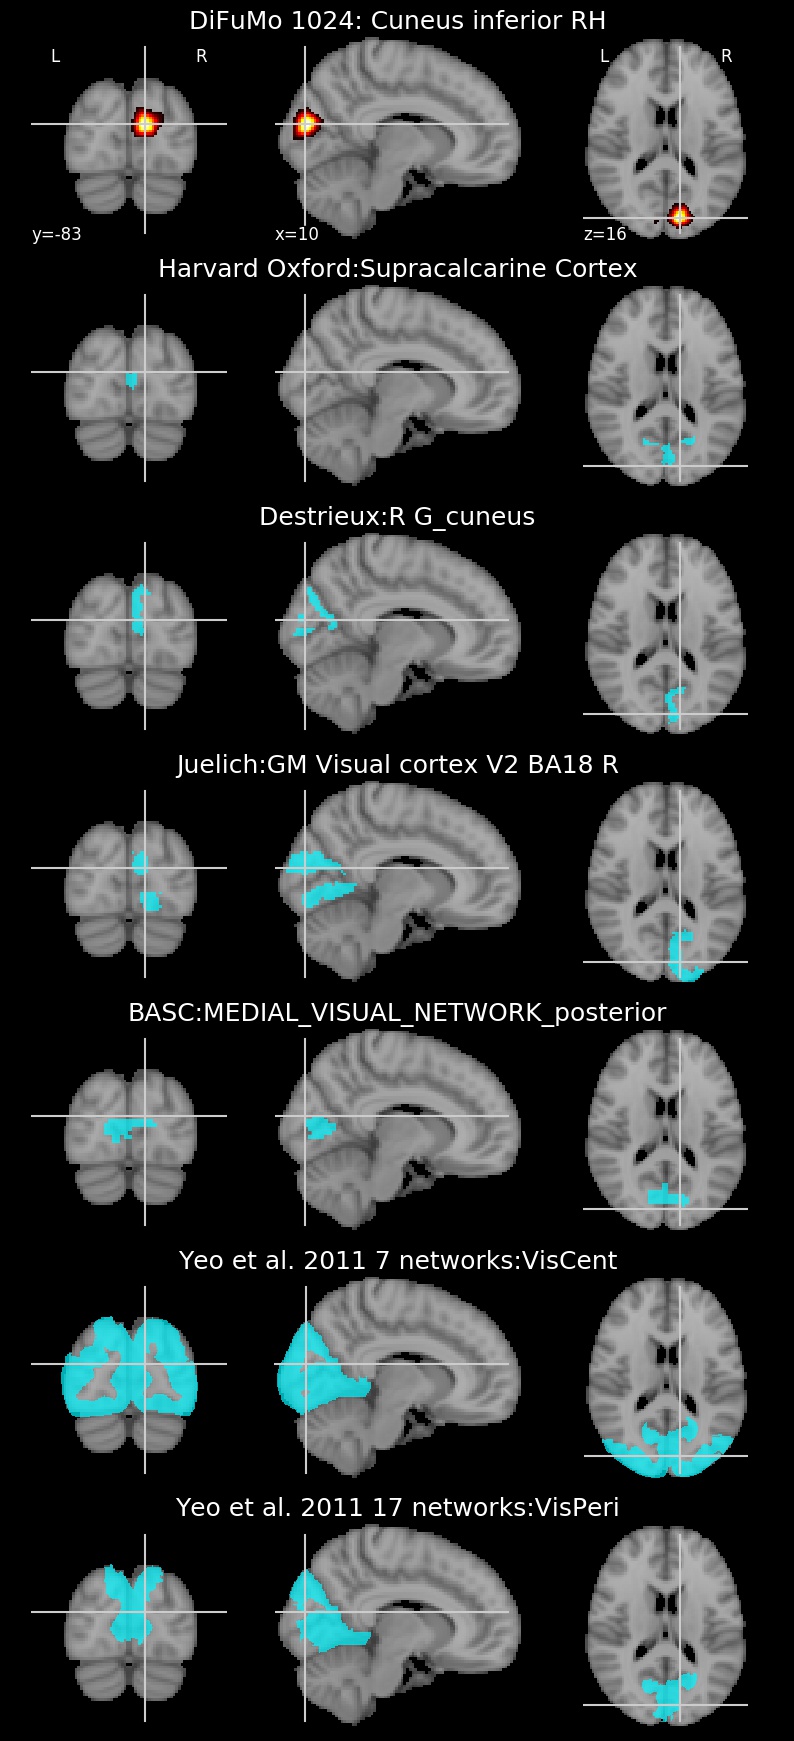 DiFuMo 1024: Cuneus inferior RH
L R L R
y=-83 x=10 z=16
Harvard Oxford:Supracalcarine Cortex
Destrieux:R G_cuneus
Juelich:GM Visual cortex V2 BA18 R
BASC:MEDIAL_VISUAL_NETWORK_posterior
Yeo et al. 2011 7 networks:VisCent
Yeo et al. 2011 17 networks:VisPeri